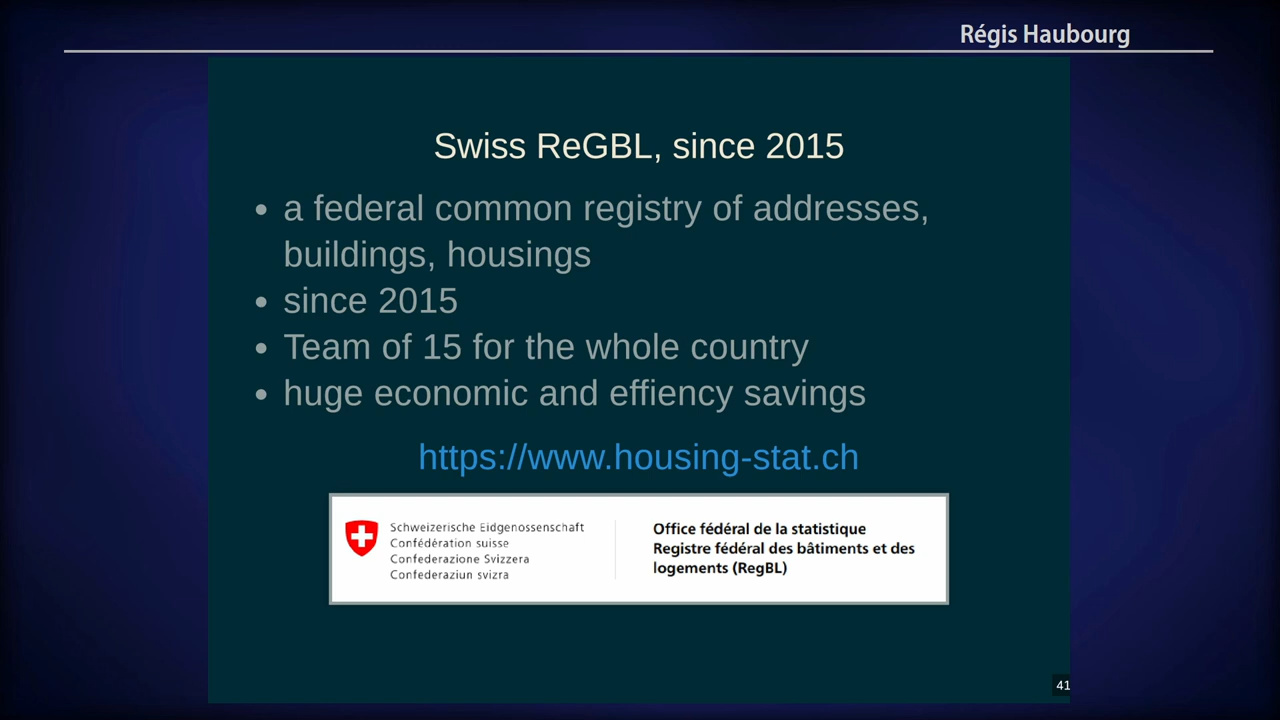 Régis Haubourg
Swiss ReGBL, since 2015
• a federal common registry of addresses,
buildings, housings
• since 2015
• Team of 15 for the whole country
• huge economic and effiency savings
https://www.housing-stat.ch
Schweizerische Eidgenossenschaft
Confédération suisse
Confederazione Svizzera
Confederaziun svizra
Office fédéral de la statistique
Registre fédéral des bâtiments et des
logements (RegBL)
41